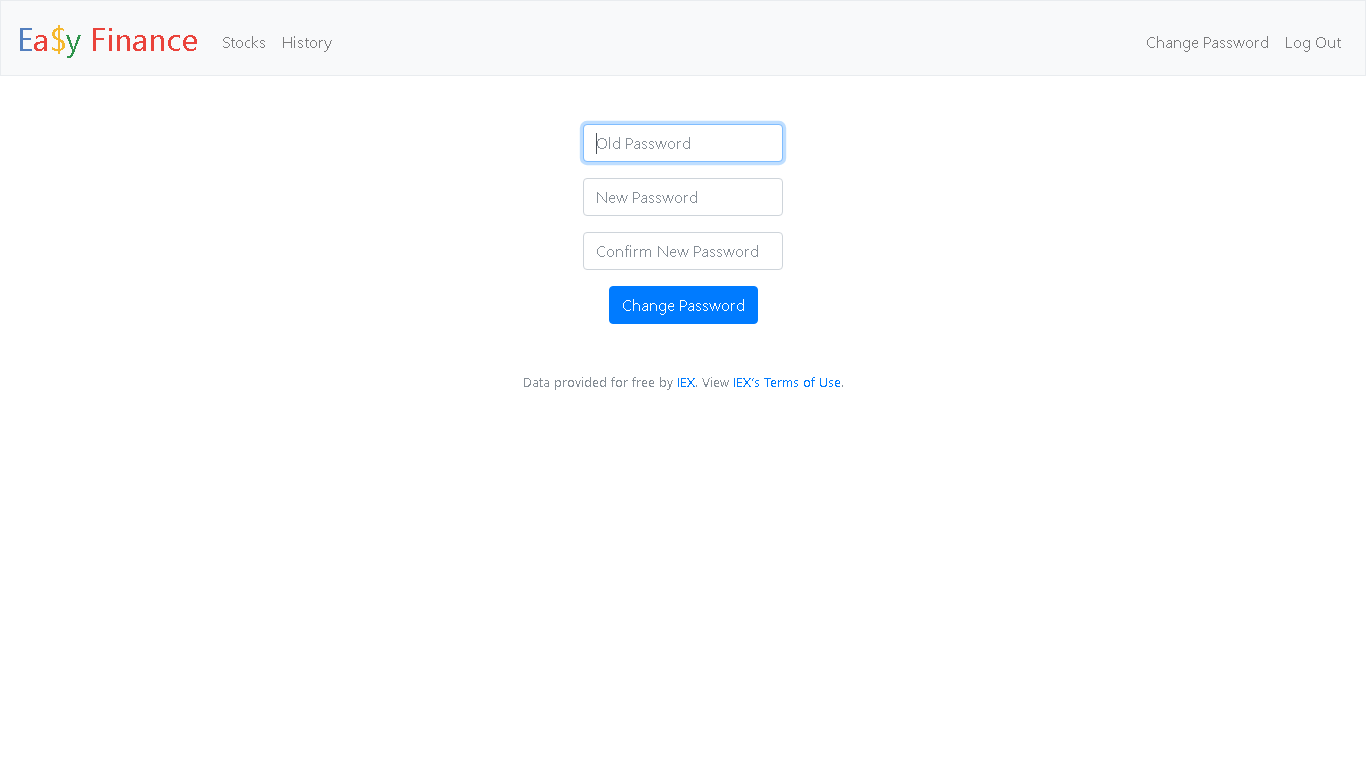 Ea$y Finance Stocks History Change Password Log Out
Old Password
New Password
Confirm New Password
Change Password
Data provided for free by IEX. View IEX's Terms of Use.